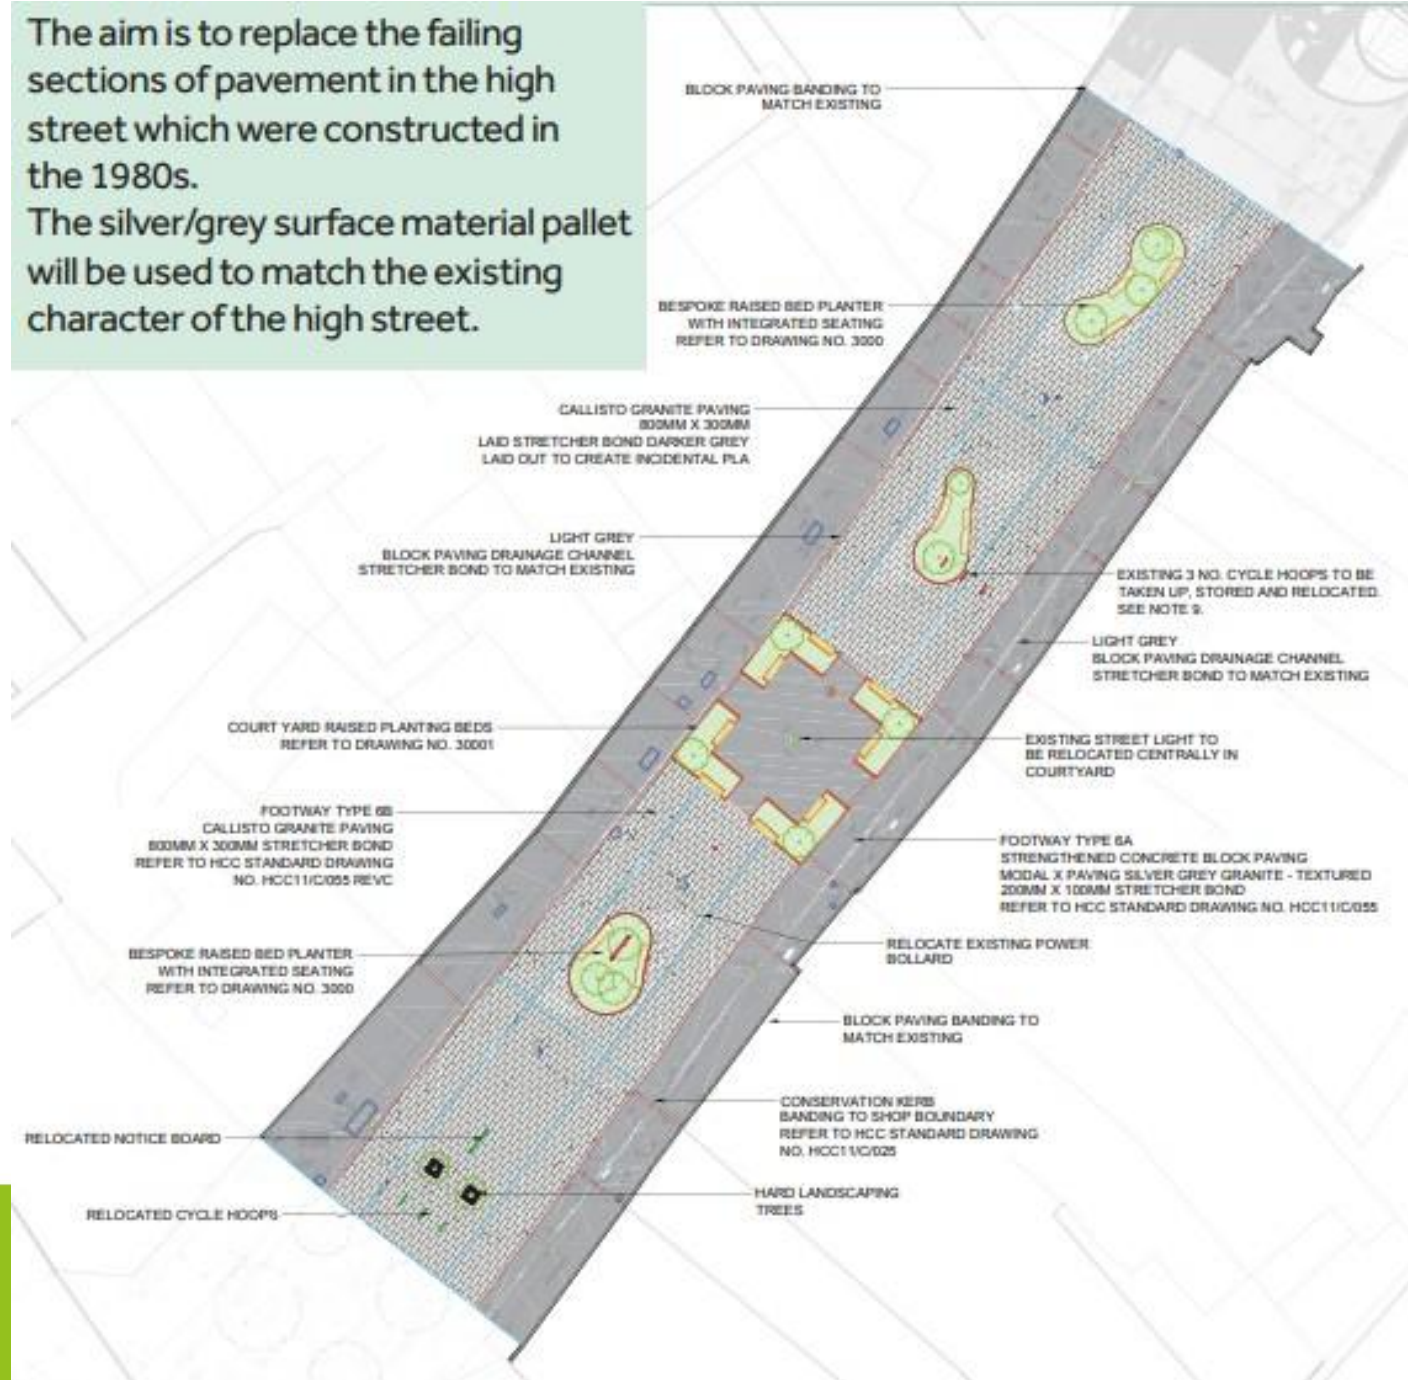 The aim is to replace the failing
sections of pavement in the high
street which were constructed in
the 1980s.
The silver/grey surface material pallet
will be used to match the existing
character of the high street.
BLOCK PAVING BANDING TO
MATCH EXISTING
BESPOKE RAISED BED PLANTER
WITH INTEGRATED SEATING
REFER TO DRAWING NO. 3000
CALLISTO GRANITE PAVING
600MM X 300MM
LAID STRETCHER BOND DARKER GREY
LAID OUT TO CREATE INCIDENTAL PLA
LIGHT GREY
BLOCK PAVING DRAINAGE CHANNEL
STRETCHER BOND TO MATCH EXISTING
EXISTING 3 NO. CYCLE HOOPS TO BE
TAKEN UP, STORED AND RELOCATED.
SEE NOTE 9.
LIGHT GREY
BLOCK PAVING DRAINAGE CHANNEL
STRETCHER BOND TO MATCH EXISTING
COURT YARD RAISED PLANTING BEDS
REFER TO DRAWING NO. 30001
EXISTING STREET LIGHT TO
BE RELOCATED CENTRALLY IN
COURTYARD
FOOTWAY TYPE 6B
CALLISTO GRANITE PAVING
600MM X 300MM STRETCHER BOND
REFER TO HCC STANDARD DRAWING
NO. HCC11/C/055 REVC
FOOTWAY TYPE 6A
STRENGTHENED CONCRETE BLOCK PAVING
MODAL X PAVING SILVER GREY GRANITE - TEXTURED
200MM X 100MM STRETCHER BOND
REFER TO HCC STANDARD DRAWING NO. HCC11/C/055
BESPOKE RAISED BED PLANTER
WITH INTEGRATED SEATING
REFER TO DRAWING NO. 3000
RELOCATE EXISTING POWER
BOLLARD
BLOCK PAVING BANDING TO
MATCH EXISTING
CONSERVATION KERB
BANDING TO SHOP BOUNDARY
REFER TO HCC STANDARD DRAWING
NO. HCC11/C/025
RELOCATED NOTICE BOARD
HARD LANDSCAPING
TREES
RELOCATED CYCLE HOOPS